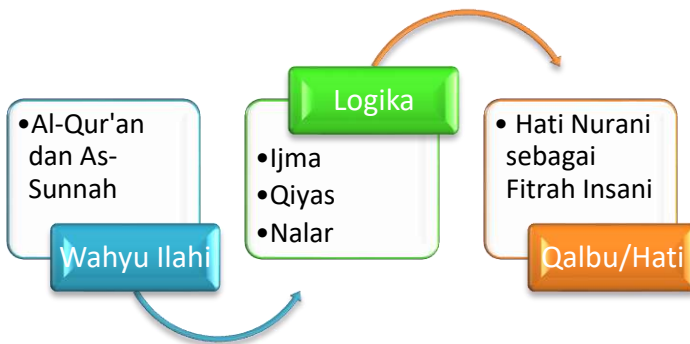 •Al-Qur'an
dan As-
Sunnah
Wahyu Ilahi
Logika
•Ijma
•Qiyas
•Nalar
• Hati Nurani
sebagai
Fitrah Insani
Qalbu/Hati